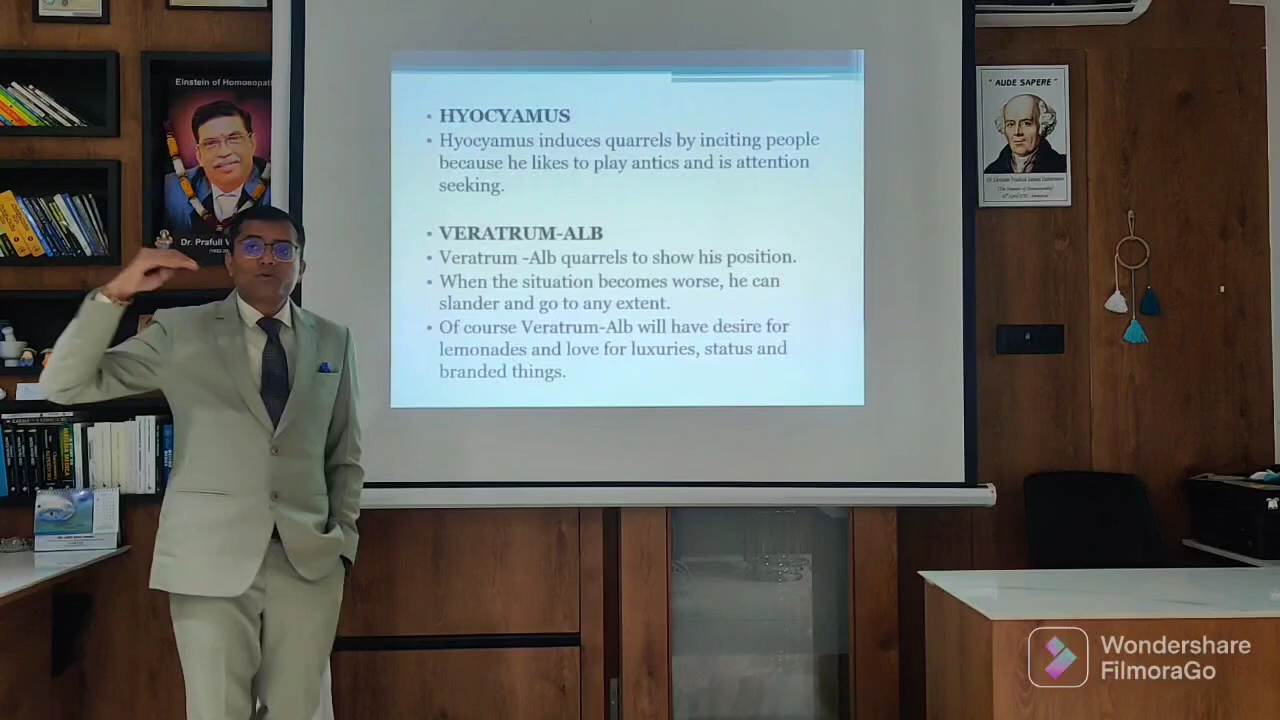 Einstein of Homoeopath
Dr. Prafull V
• HYOCYAMUS
• Hyocyamus induces quarrels by inciting people
because he likes to play antics and is attention
seeking.
• VERATRUM-ALB
• Veratrum -Alb quarrels to show his position.
• When the situation becomes worse, he can
slander and go to any extent.
• Of course Veratrum-Alb will have desire for
lemonades and love for luxuries, status and
branded things.
" AUDE SAPERE "
Wondershare
FilmoraGo